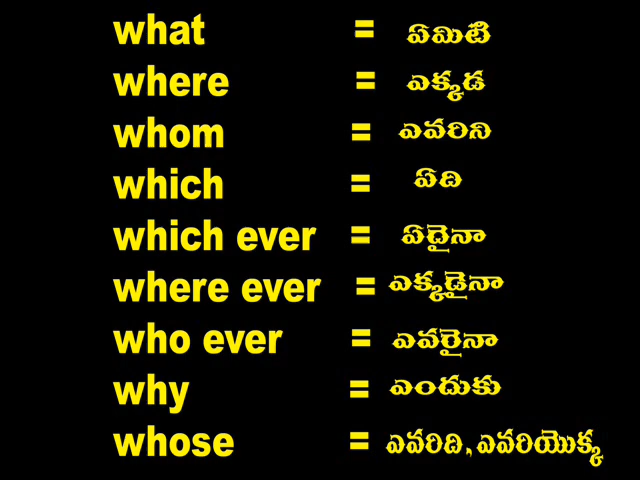 what = ఏమిటి
where = ఎక్కడ
whom = ఎవరిని
which = ఏది
which ever = ఏదైనా
where ever = ఎక్కడైనా
who ever = ఎవరైనా
why = ఎందుకు
whose = ఎవరిది, ఎవరియొక్క